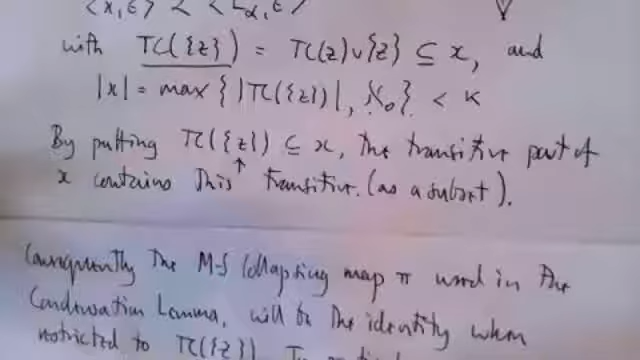 ⟨x, ∈⟩ ≺ ⟨L_α, ∈⟩
with TC({z}) = TC(z) ∪ {z} ⊆ x, and
|x| = max{|TC({z})|, ℵ₀} < κ
By putting TC({z}) ⊆ x, the transitive part of
x contains this ↑ transitive. (as a subset).
Consequently the M-S Collapsing map π used in the
Condensation Lemma, will be the identity when
restricted to TC({z})